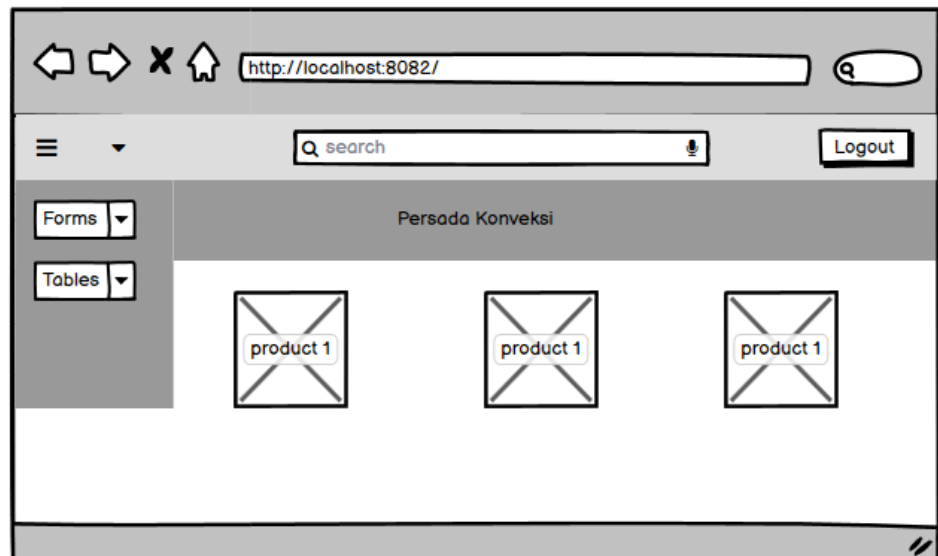 http://localhost:8082/
search
Logout
Forms
Persada Konveksi
Tables
product 1
product 1
product 1